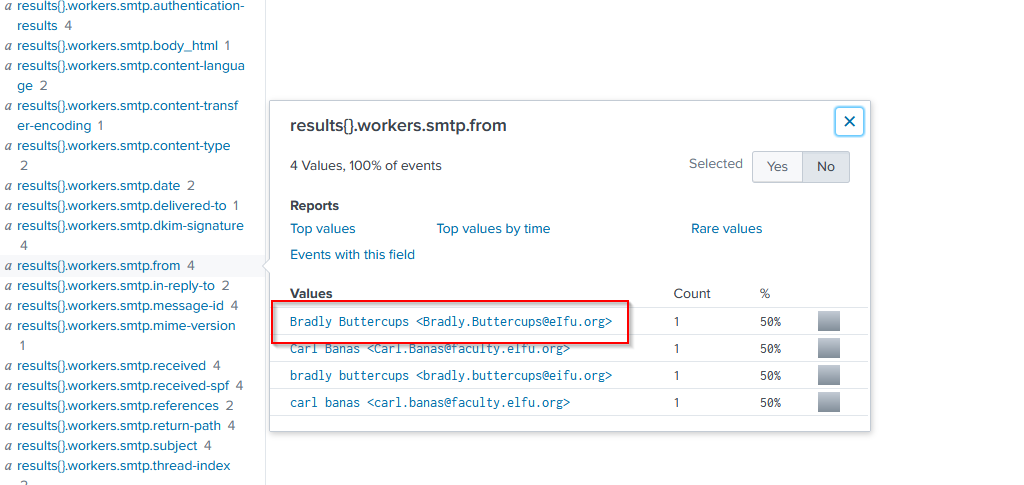 a results{}.workers.smtp.authentication-
results 4
a results{}.workers.smtp.body_html 1
a results{}.workers.smtp.content-langua
ge 2
a results{}.workers.smtp.content-transf
er-encoding 1
a results{}.workers.smtp.content-type
2
a results{}.workers.smtp.date 2
a results{}.workers.smtp.delivered-to 1
a results{}.workers.smtp.dkim-signature
4
a results{}.workers.smtp.from 4
a results{}.workers.smtp.in-reply-to 2
a results{}.workers.smtp.message-id 4
a results{}.workers.smtp.mime-version
1
a results{}.workers.smtp.received 4
a results{}.workers.smtp.received-spf 4
a results{}.workers.smtp.references 2
a results{}.workers.smtp.return-path 4
a results{}.workers.smtp.subject 4
a results{}.workers.smtp.thread-index
results{}.workers.smtp.from
4 Values, 100% of events
Selected Yes No
Reports
Top values Top values by time Rare values
Events with this field
Values Count %
Bradly Buttercups <Bradly.Buttercups@eIfu.org> 1 50%
Carl Banas <Carl.Banas@faculty.elfu.org> 1 50%
bradly buttercups <bradly.buttercups@eifu.org> 1 50%
carl banas <carl.banas@faculty.elfu.org> 1 50%